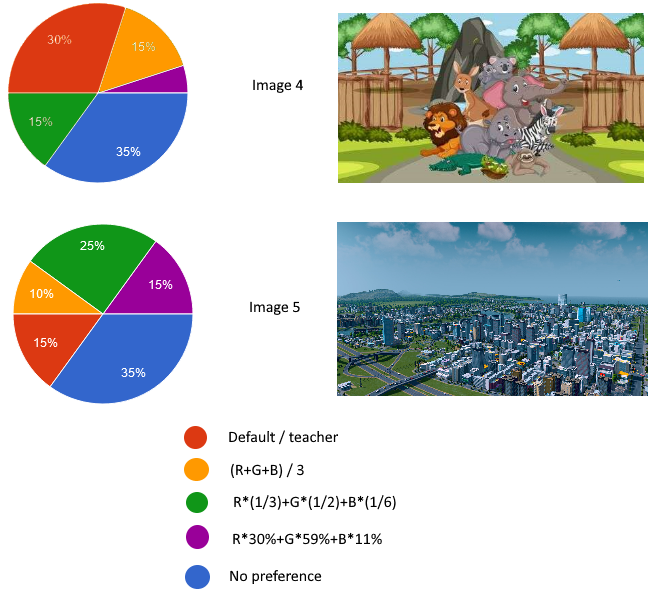 30%
15%
15%
35%
Image 4
25%
15%
10%
15%
35%
Image 5
Default / teacher
(R+G+B) / 3
R*(1/3)+G*(1/2)+B*(1/6)
R*30%+G*59%+B*11%
No preference